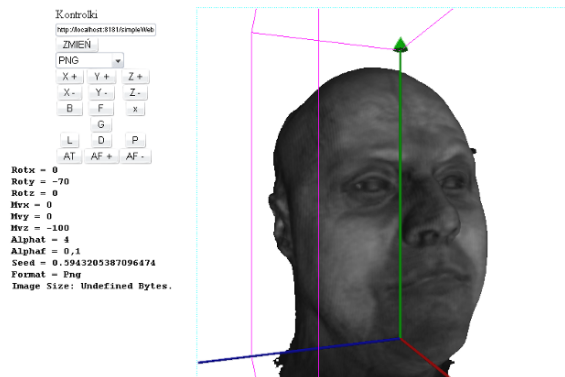 Kontrolki
http://localhost:8181/simpleWeb
ZMIEŃ
PNG
X + Y + Z +
X - Y - Z -
B F x
G
L D P
AT AF + AF -
Rotx = 0
Roty = -70
Rotz = 0
Mvx = 0
Mvy = 0
Mvz = -100
Alphat = 4
Alphaf = 0,1
Seed = 0.5943205387096474
Format = Png
Image Size: Undefined Bytes.